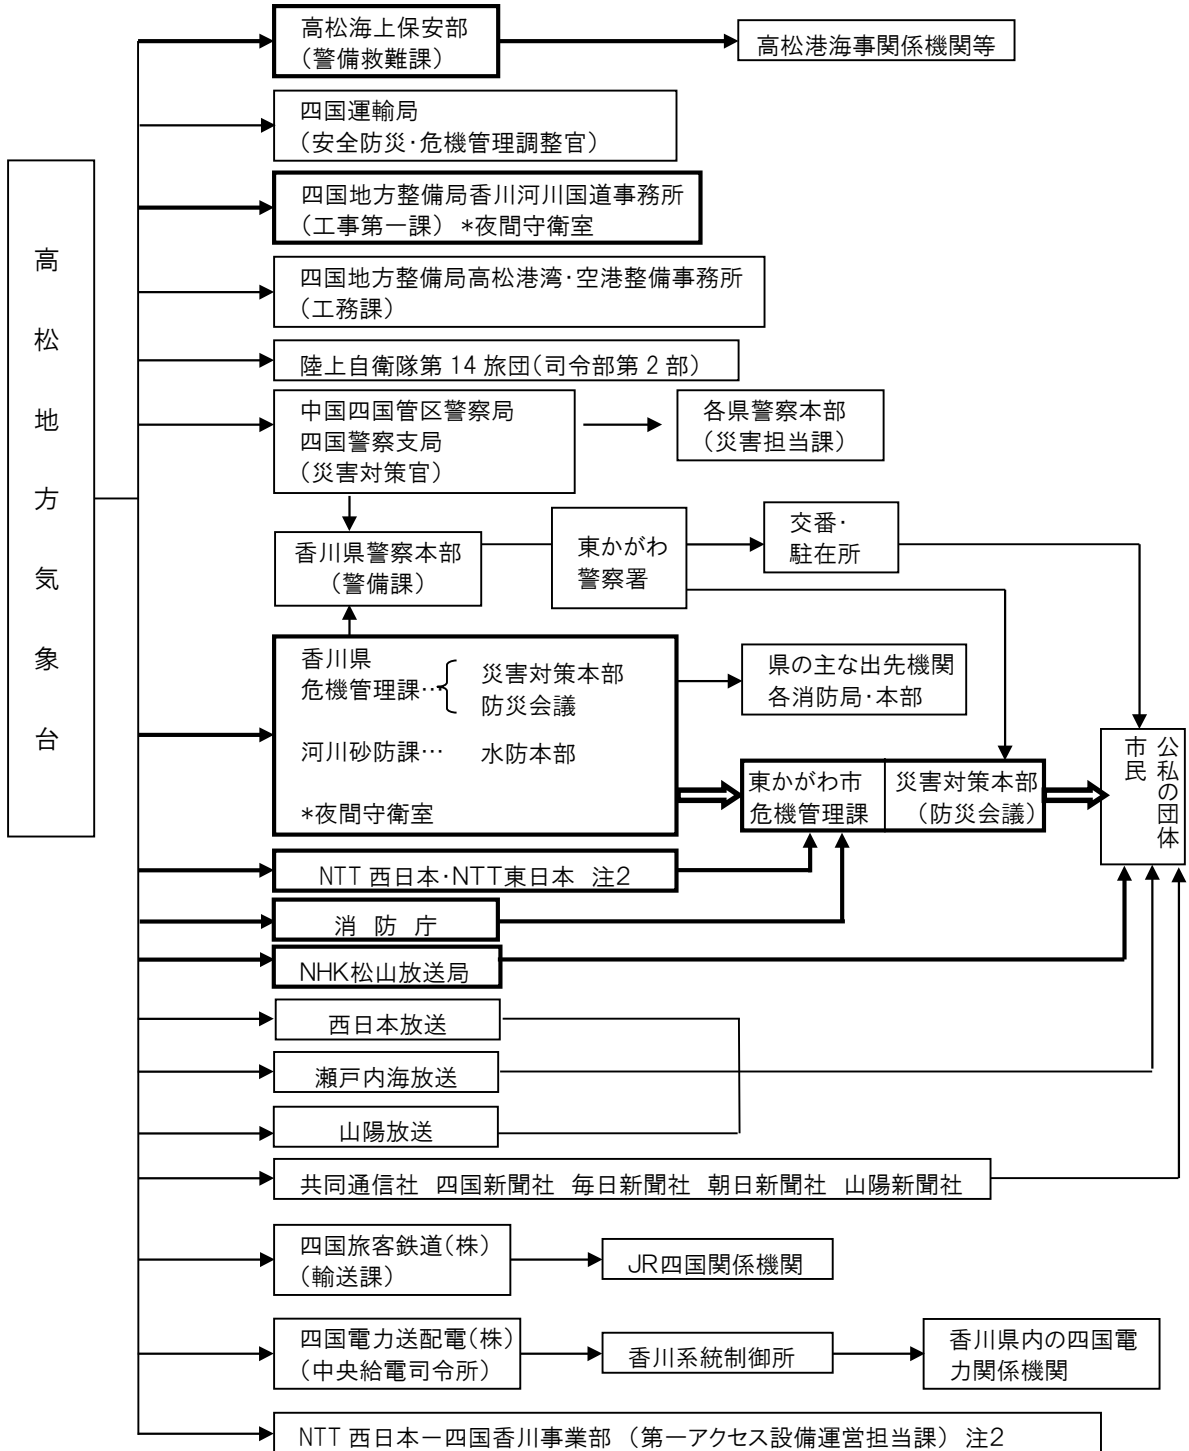 高松地方気象台
高松海上保安部
（警備救難課）
高松港海事関係機関等
四国運輸局
（安全防災・危機管理調整官）
四国地方整備局香川河川国道事務所
（工事第一課） *夜間守衛室
四国地方整備局高松港湾・空港整備事務所
（工務課）
陸上自衛隊第14旅団（司令部第2部）
中国四国管区警察局
四国警察支局
（災害対策官）
各県警察本部
（災害担当課）
香川県警察本部
（警備課）
東かがわ
警察署
交番・
駐在所
香川県
危機管理課…
災害対策本部
防災会議
河川砂防課… 水防本部
*夜間守衛室
県の主な出先機関
各消防局・本部
東かがわ市
危機管理課
災害対策本部
（防災会議）
公私の団体
市民
NTT西日本・NTT東日本 注2
消防庁
NHK松山放送局
西日本放送
瀬戸内海放送
山陽放送
共同通信社 四国新聞社 毎日新聞社 朝日新聞社 山陽新聞社
四国旅客鉄道（株）
（輸送課）
JR四国関係機関
四国電力送配電（株）
（中央給電司令所）
香川系統制御所
香川県内の四国電
力関係機関
NTT西日本－四国香川事業部 （第一アクセス設備運営担当課） 注2